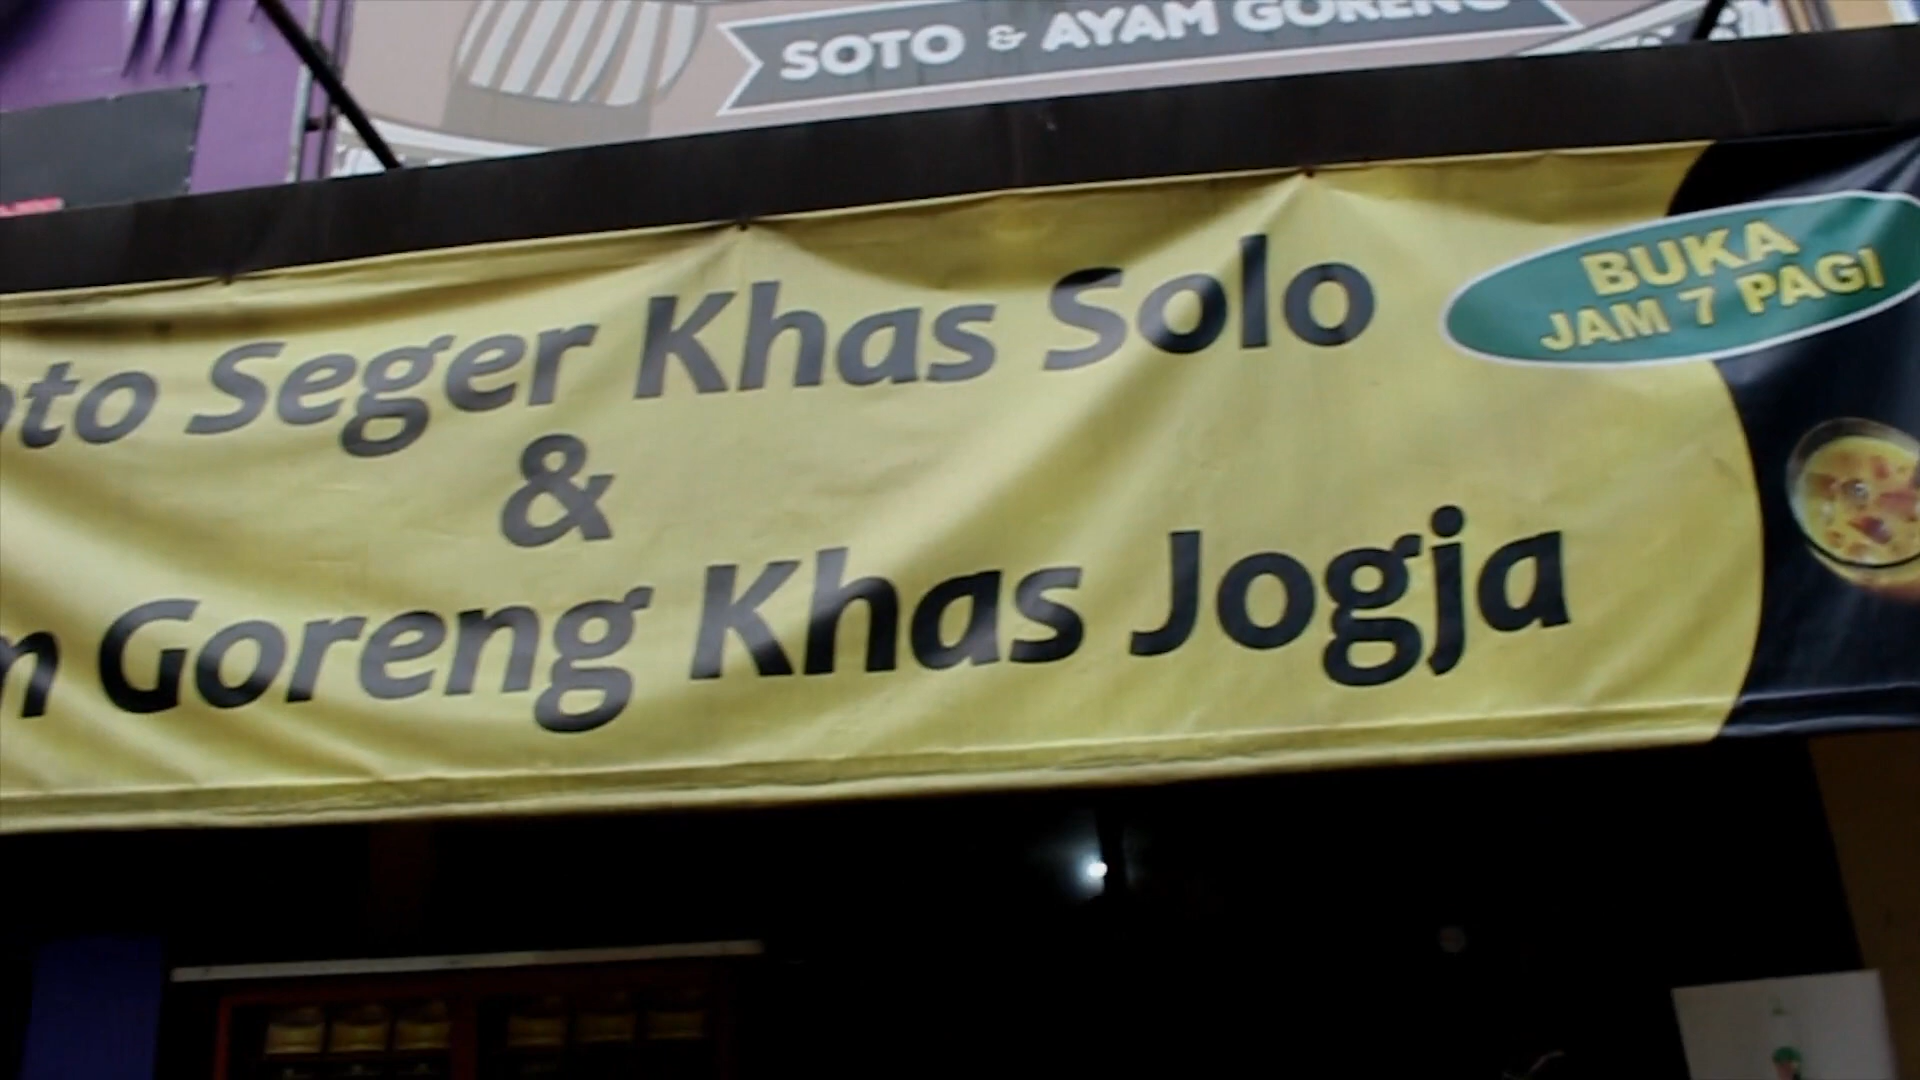 SOTO & AYAM GORENG
BUKA
JAM 7 PAGI
oto Seger Khas Solo
&
m Goreng Khas Jogja